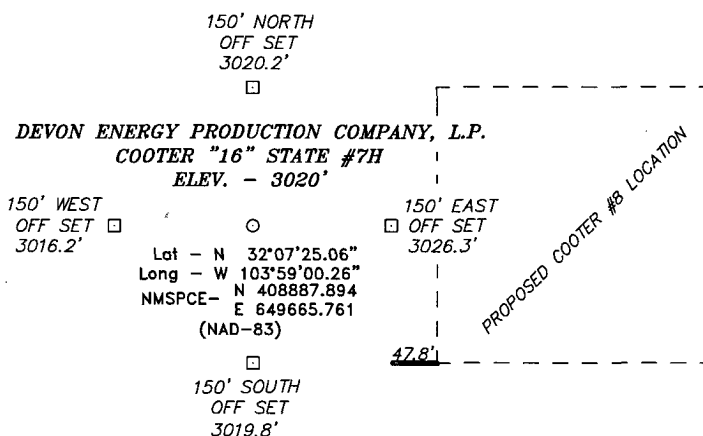 150' NORTH
OFF SET
3020.2'
DEVON ENERGY PRODUCTION COMPANY, L.P.
COOTER "16" STATE #7H
ELEV. - 3020'
150' WEST
OFF SET
3016.2'
150' EAST
OFF SET
3026.3'
Lat - N 32°07'25.06"
Long - W 103°59'00.26"
NMSPCE- N 408887.894
E 649665.761
(NAD-83)
PROPOSED COOTER #8 LOCATION
47.8'
150' SOUTH
OFF SET
3019.8'